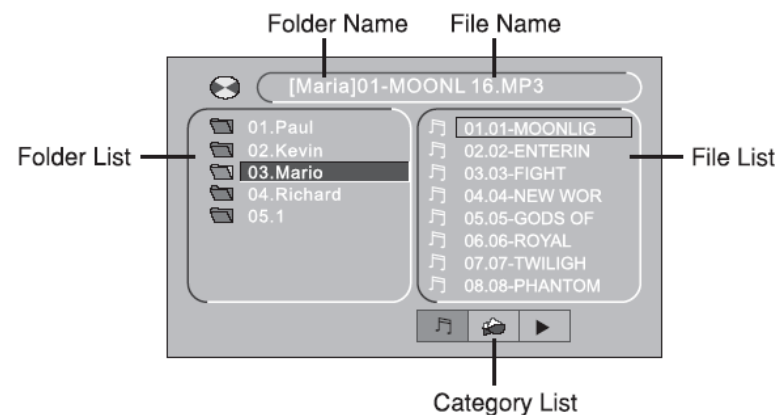 Folder Name
File Name
[Maria]01-MOONL 16.MP3
Folder List
01.Paul
02.Kevin
03.Mario
04.Richard
05.1
01.01-MOONLIG
02.02-ENTERIN
03.03-FIGHT
04.04-NEW WOR
05.05-GODS OF
06.06-ROYAL
07.07-TWILIGH
08.08-PHANTOM
File List
Category List